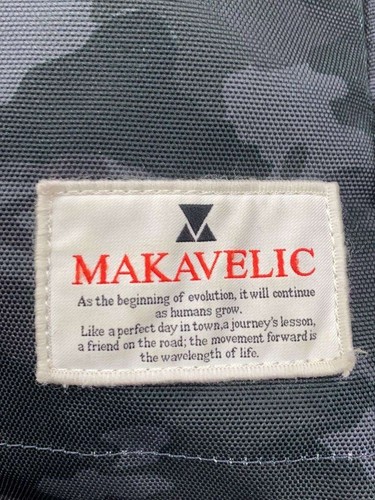 MAKAVELIC
As the beginning of evolution, it will continue
as humans grow.
Like a perfect day in town,a journey's lesson,
a friend on the road; the movement forward is
the wavelength of life.